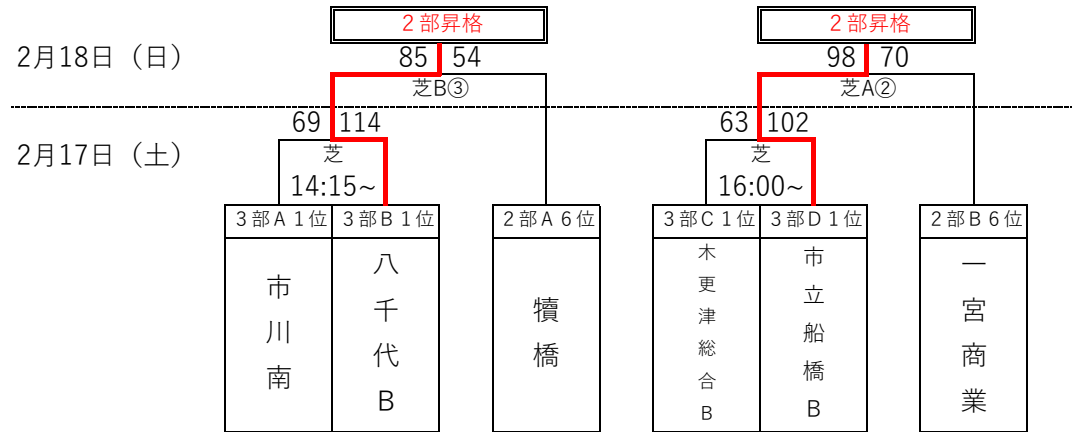 ２部昇格 ２部昇格
2月18日（日） 85 54 98 70
芝B③ 芝A②
69 114 63 102
2月17日（土） 芝 芝
14:15~ 16:00~
３部A１位 ３部B１位 ２部A６位 ３部C１位 ３部D１位 ２部B６位
市川南
八千代B
犢橋
木更津総合B
市立船橋B
一宮商業